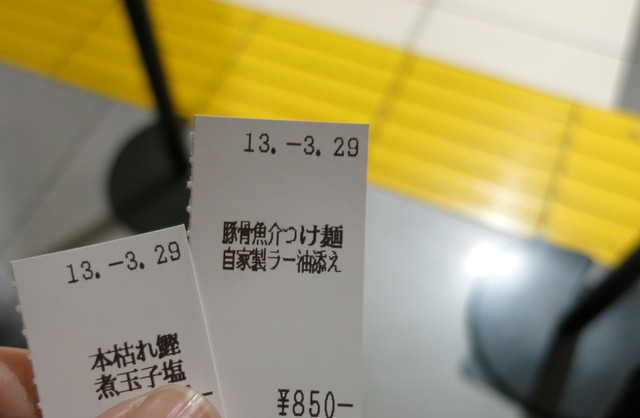 13.-3.29
豚骨魚介つけ麺
自家製ラー油添え
¥850-
13.-3.29
本枯れ鰹
煮玉子塩